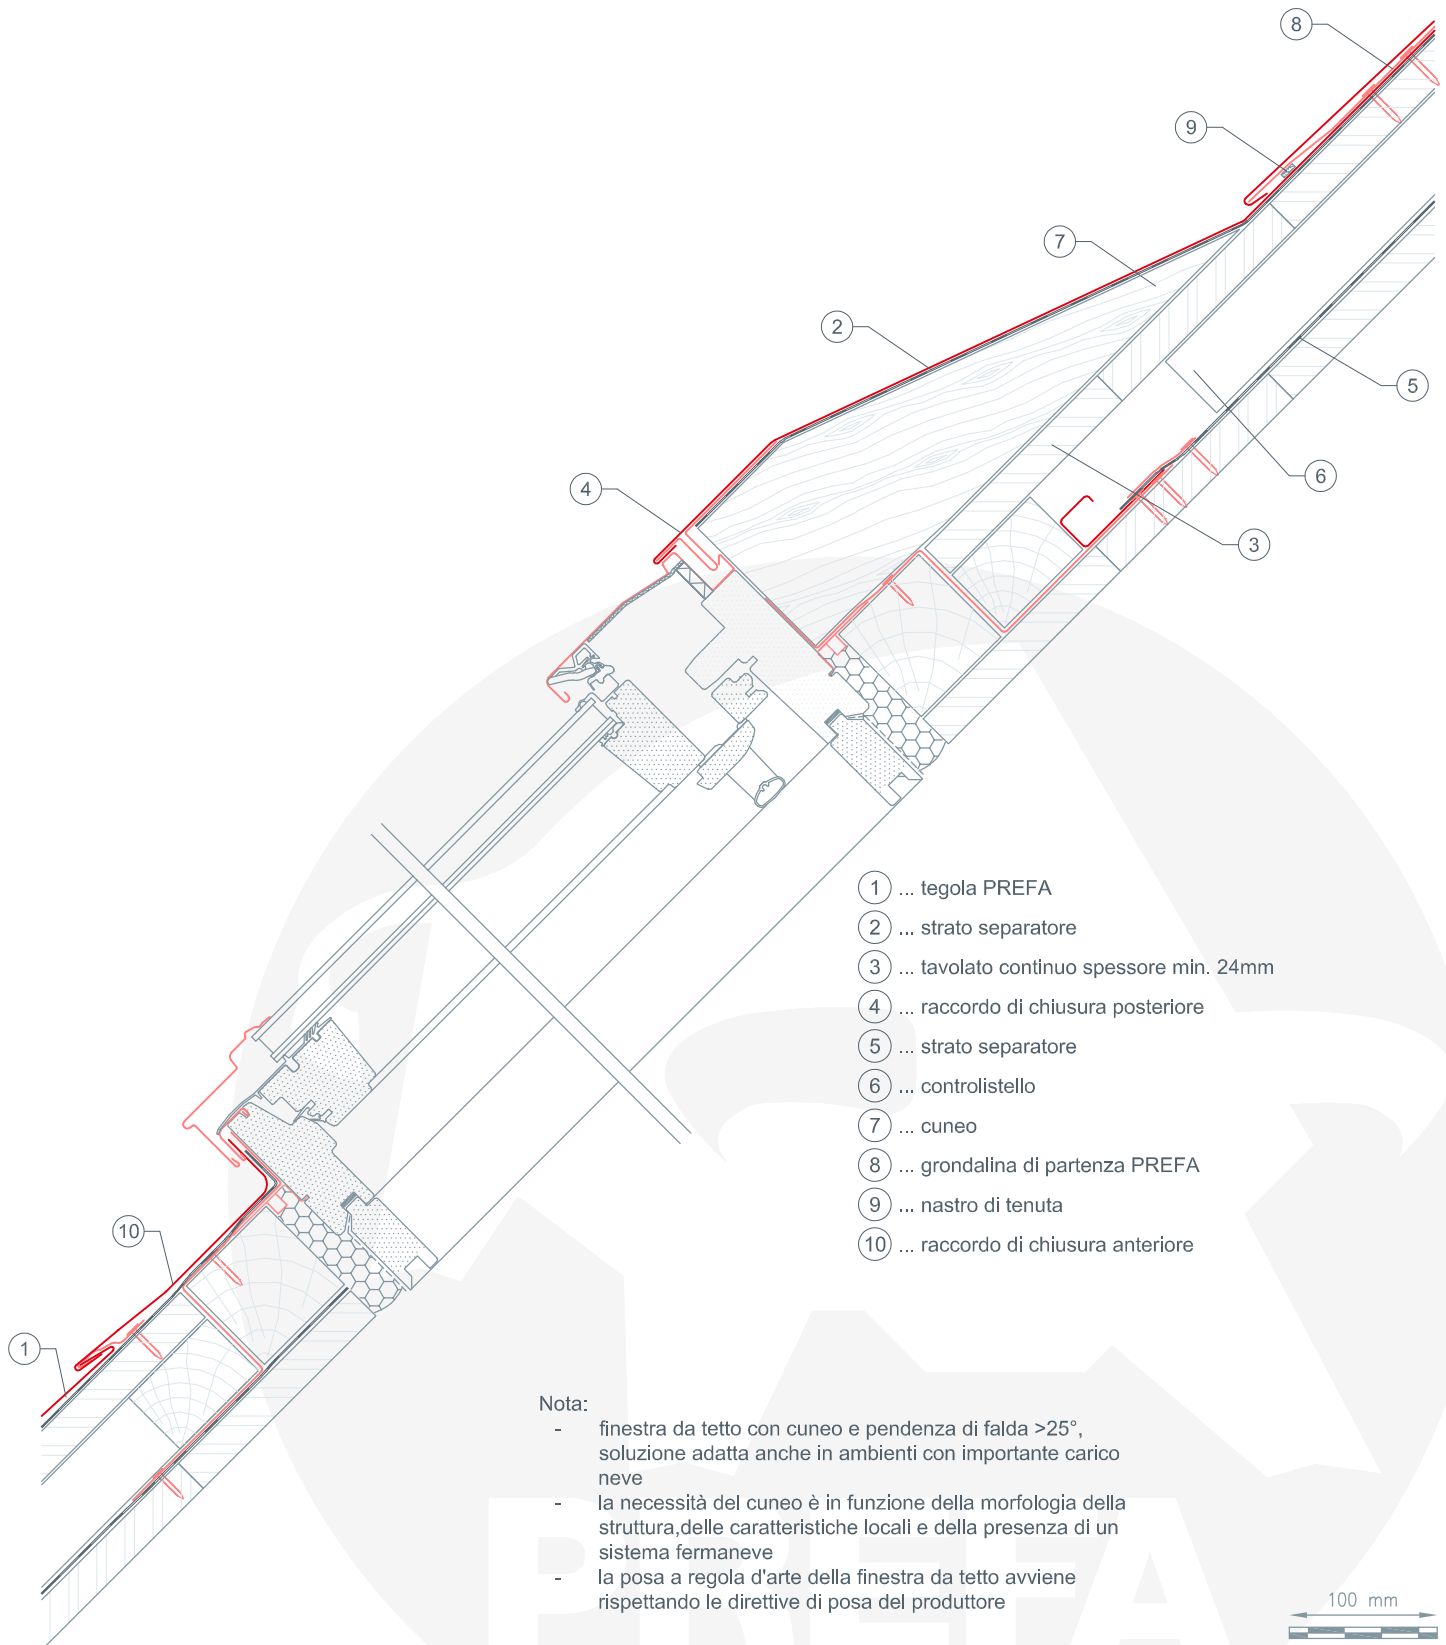 8
9
7
2
5
4
6
3
1 ... tegola PREFA
2 ... strato separatore
3 ... tavolato continuo spessore min. 24mm
4 ... raccordo di chiusura posteriore
5 ... strato separatore
6 ... controlistello
7 ... cuneo
8 ... grondalina di partenza PREFA
9 ... nastro di tenuta
10 ... raccordo di chiusura anteriore
10
1
Nota:
- finestra da tetto con cuneo e pendenza di falda >25°,
soluzione adatta anche in ambienti con importante carico
neve
- la necessità del cuneo è in funzione della morfologia della
struttura,delle caratteristiche locali e della presenza di un
sistema fermaneve
- la posa a regola d'arte della finestra da tetto avviene
rispettando le direttive di posa del produttore
100 mm
PREFA